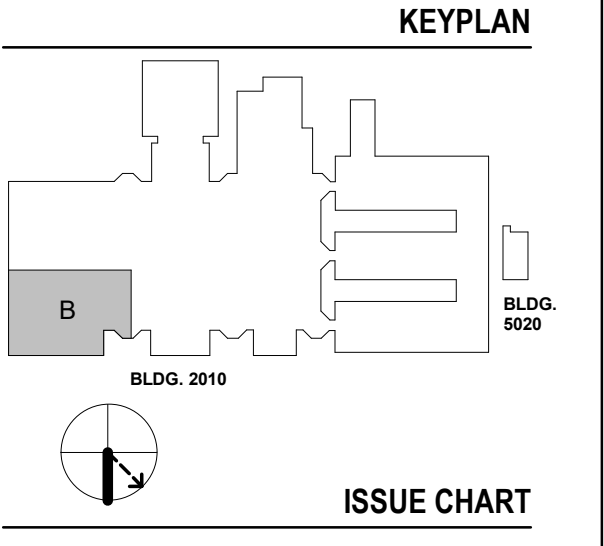 KEYPLAN
B
BLDG.
5020
BLDG. 2010
ISSUE CHART